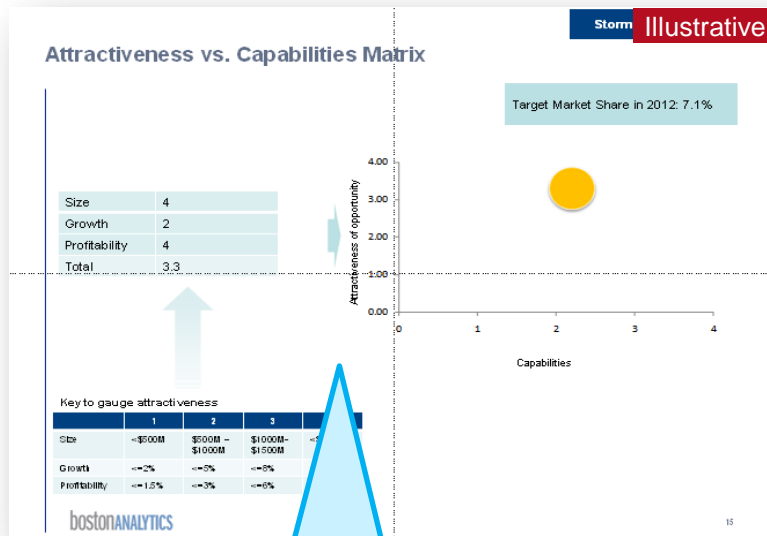 Storm
Illustrative
Attractiveness vs. Capabilities Matrix
Target Market Share in 2012: 7.1%
Size 4
Growth 2
Profitability 4
Total 3.3
Attractiveness of opportunity
4.00
3.00
2.00
1.00
0.00
0 1 2 3 4
Capabilities
Key to gauge attractiveness
1 2 3
Size <$500M $500M – $1000M– <$
$1000M $1500M
Growth <=2% <=5% <=8%
Profitability <=1.5% <=3% <=6%
bostonANALYTICS
15